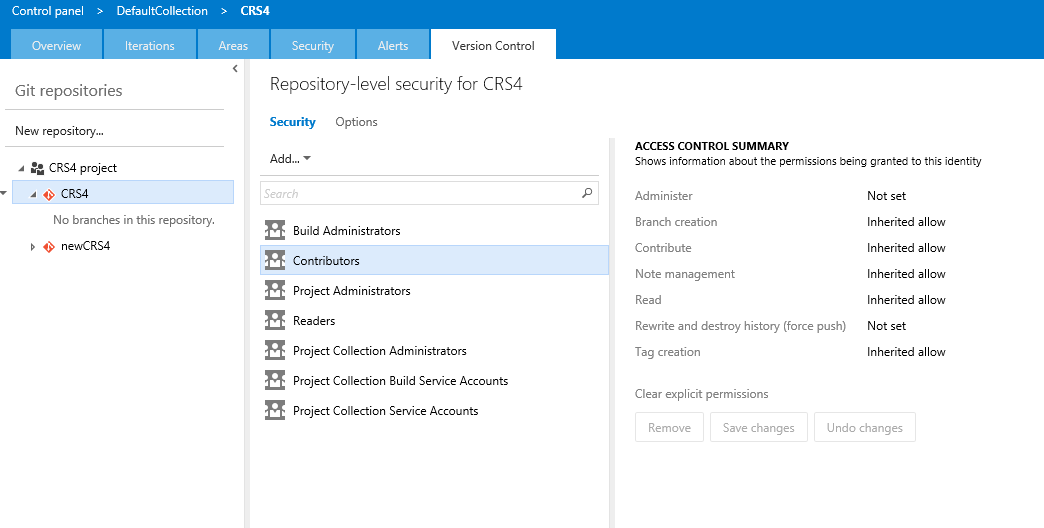 Control panel > DefaultCollection > CRS4
Overview Iterations Areas Security Alerts Version Control
Git repositories
New repository...
CRS4 project
CRS4
No branches in this repository.
newCRS4
Repository-level security for CRS4
Security Options
Add...
Search
Build Administrators
Contributors
Project Administrators
Readers
Project Collection Administrators
Project Collection Build Service Accounts
Project Collection Service Accounts
ACCESS CONTROL SUMMARY
Shows information about the permissions being granted to this identity
Administer Not set
Branch creation Inherited allow
Contribute Inherited allow
Note management Inherited allow
Read Inherited allow
Rewrite and destroy history (force push) Not set
Tag creation Inherited allow
Clear explicit permissions
Remove Save changes Undo changes